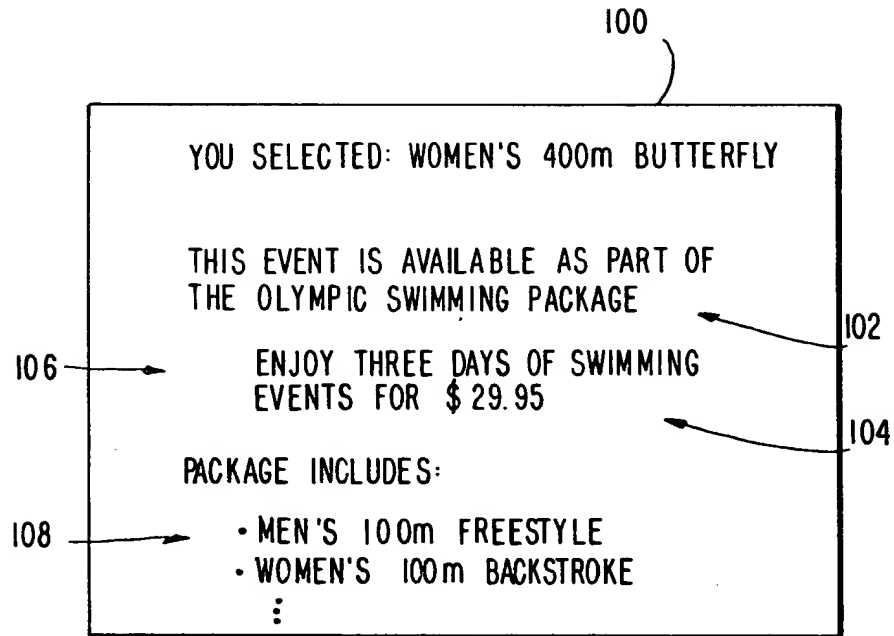 100
YOU SELECTED: WOMEN'S 400m BUTTERFLY
THIS EVENT IS AVAILABLE AS PART OF
THE OLYMPIC SWIMMING PACKAGE
102
106
ENJOY THREE DAYS OF SWIMMING
EVENTS FOR $29.95
104
PACKAGE INCLUDES:
108
• MEN'S 100m FREESTYLE
• WOMEN'S 100m BACKSTROKE
⋮